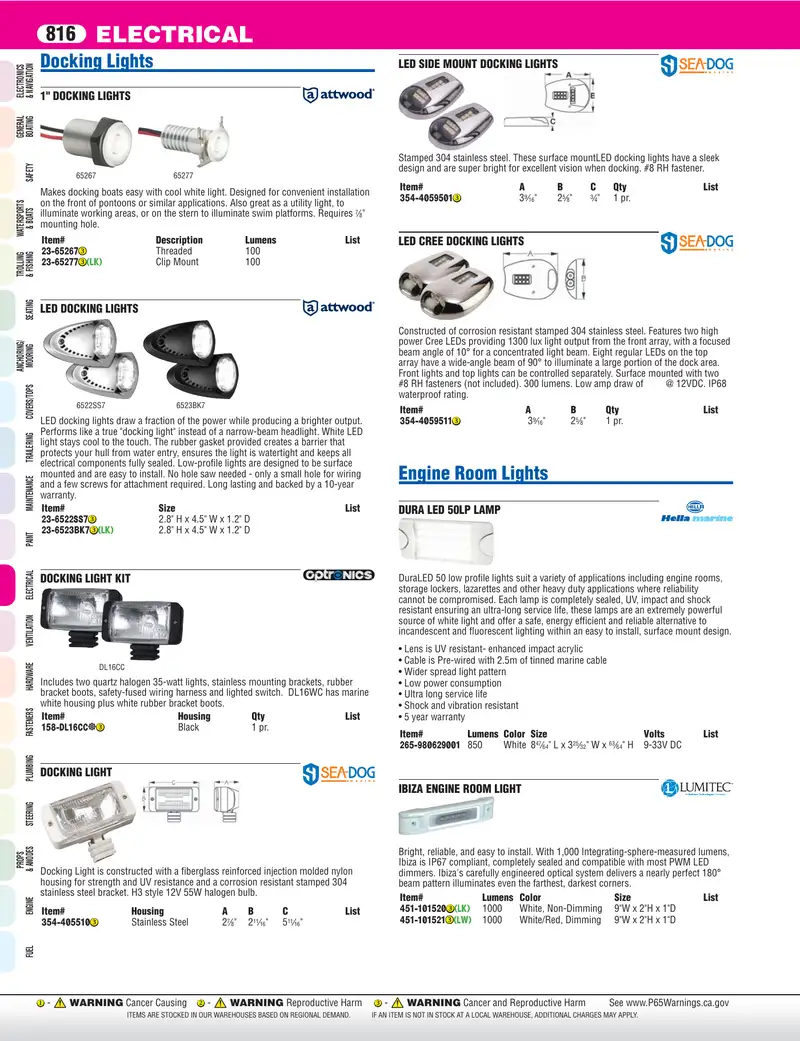 816 ELECTRICAL
ELECTRONICS & NAVIGATION
GENERAL BOATING
SAFETY
WATERSPORTS & BOATS
TROLLING & FISHING
SEATING
ANCHORING/ MOORING
COVERS/TOPS
TRAILERING
MAINTENANCE
PAINT
ELECTRICAL
VENTILATION
HARDWARE
FASTENERS
PLUMBING
STEERING
PROPS & ANODES
ENGINE
FUEL
Docking Lights
1" DOCKING LIGHTS
attwood
65267 65277
Makes docking boats easy with cool white light. Designed for convenient installation
on the front of pontoons or similar applications. Also great as a utility light, to
illuminate working areas, or on the stern to illuminate swim platforms. Requires ⅞"
mounting hole.
Item# Description Lumens List
23-65267 3 Threaded 100
23-65277 3 (LK) Clip Mount 100
LED DOCKING LIGHTS
attwood
6522SS7 6523BK7
LED docking lights draw a fraction of the power while producing a brighter output.
Performs like a true "docking light" instead of a narrow-beam headlight. White LED
light stays cool to the touch. The rubber gasket provided creates a barrier that
protects your hull from water entry, ensures the light is watertight and keeps all
electrical components fully sealed. Low-profile lights are designed to be surface
mounted and are easy to install. No hole saw needed - only a small hole for wiring
and a few screws for attachment required. Long lasting and backed by a 10-year
warranty.
Item# Size List
23-6522SS7 3 2.8" H x 4.5" W x 1.2" D
23-6523BK7 3 (LK) 2.8" H x 4.5" W x 1.2" D
DOCKING LIGHT KIT
optronics
DL16CC
Includes two quartz halogen 35-watt lights, stainless mounting brackets, rubber
bracket boots, safety-fused wiring harness and lighted switch. DL16WC has marine
white housing plus white rubber bracket boots.
Item# Housing Qty List
158-DL16CC 3 Black 1 pr.
DOCKING LIGHT
SEA-DOG
MARINE
C A
B
Docking Light is constructed with a fiberglass reinforced injection molded nylon
housing for strength and UV resistance and a corrosion resistant stamped 304
stainless steel bracket. H3 style 12V 55W halogen bulb.
Item# Housing A B C List
354-405510 3 Stainless Steel 2⅞" 2¹¹⁄₁₆" 5¹¹⁄₁₆"
LED SIDE MOUNT DOCKING LIGHTS
SEA-DOG
MARINE
A
C
Stamped 304 stainless steel. These surface mountLED docking lights have a sleek
design and are super bright for excellent vision when docking. #8 RH fastener.
Item# A B C Qty List
354-4059501 3 3⁹⁄₁₆" 2⅝" ¾" 1 pr.
LED CREE DOCKING LIGHTS
SEA-DOG
MARINE
A
B
Constructed of corrosion resistant stamped 304 stainless steel. Features two high
power Cree LEDs providing 1300 lux light output from the front array, with a focused
beam angle of 10° for a concentrated light beam. Eight regular LEDs on the top
array have a wide-angle beam of 90° to illuminate a large portion of the dock area.
Front lights and top lights can be controlled separately. Surface mounted with two
#8 RH fasteners (not included). 300 lumens. Low amp draw of @ 12VDC. IP68
waterproof rating.
Item# A B Qty List
354-4059511 3 3⁹⁄₁₆" 2⅝" 1 pr.
Engine Room Lights
DURA LED 50LP LAMP
HELLA
Hella marine
DuraLED 50 low profile lights suit a variety of applications including engine rooms,
storage lockers, lazarettes and other heavy duty applications where reliability
cannot be compromised. Each lamp is completely sealed, UV, impact and shock
resistant ensuring an ultra-long service life, these lamps are an extremely powerful
source of white light and offer a safe, energy efficient and reliable alternative to
incandescent and fluorescent lighting within an easy to install, surface mount design.
• Lens is UV resistant- enhanced impact acrylic
• Cable is Pre-wired with 2.5m of tinned marine cable
• Wider spread light pattern
• Low power consumption
• Ultra long service life
• Shock and vibration resistant
• 5 year warranty
Item# Lumens Color Size Volts List
265-980629001 850 White 8⁴⁷⁄₆₄" L x 3²⁵⁄₃₂" W x ⁶³⁄₆₄" H 9-33V DC
IBIZA ENGINE ROOM LIGHT
LUMITEC
Bright, reliable, and easy to install. With 1,000 Integrating-sphere-measured lumens,
Ibiza is IP67 compliant, completely sealed and compatible with most PWM LED
dimmers. Ibiza's carefully engineered optical system delivers a nearly perfect 180°
beam pattern illuminates even the farthest, darkest corners.
Item# Lumens Color Size List
451-101520 3 (LK) 1000 White, Non-Dimming 9"W x 2"H x 1"D
451-101521 3 (LW) 1000 White/Red, Dimming 9"W x 2"H x 1"D
1 - WARNING Cancer Causing 2 - WARNING Reproductive Harm 3 - WARNING Cancer and Reproductive Harm See www.P65Warnings.ca.gov
ITEMS ARE STOCKED IN OUR WAREHOUSES BASED ON REGIONAL DEMAND. IF AN ITEM IS NOT IN STOCK AT A LOCAL WAREHOUSE, ADDITIONAL CHARGES MAY APPLY.